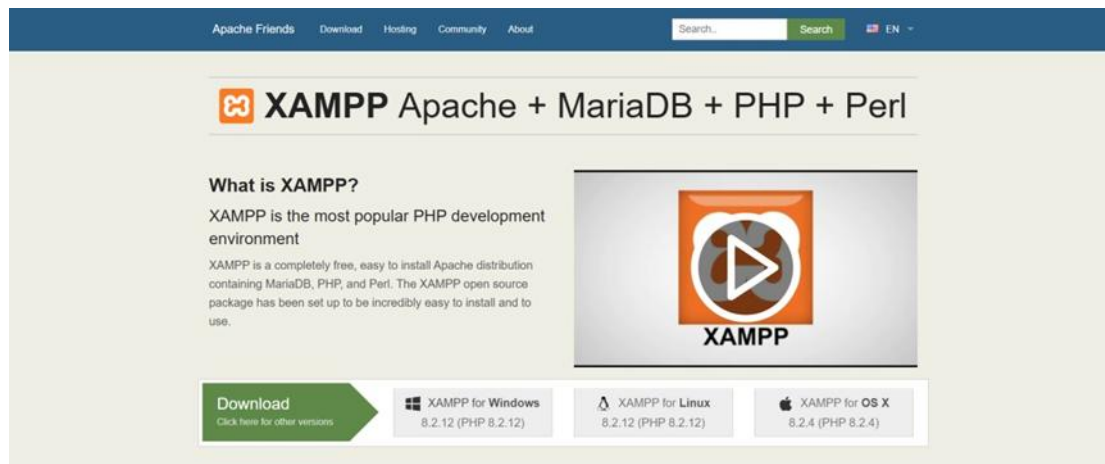 Apache Friends Download Hosting Community About Search.. Search EN
XAMPP Apache + MariaDB + PHP + Perl
What is XAMPP?
XAMPP is the most popular PHP development
environment
XAMPP is a completely free, easy to install Apache distribution
containing MariaDB, PHP, and Perl. The XAMPP open source
package has been set up to be incredibly easy to install and to
use.
XAMPP
Download
Click here for other versions
XAMPP for Windows
8.2.12 (PHP 8.2.12)
XAMPP for Linux
8.2.12 (PHP 8.2.12)
XAMPP for OS X
8.2.4 (PHP 8.2.4)